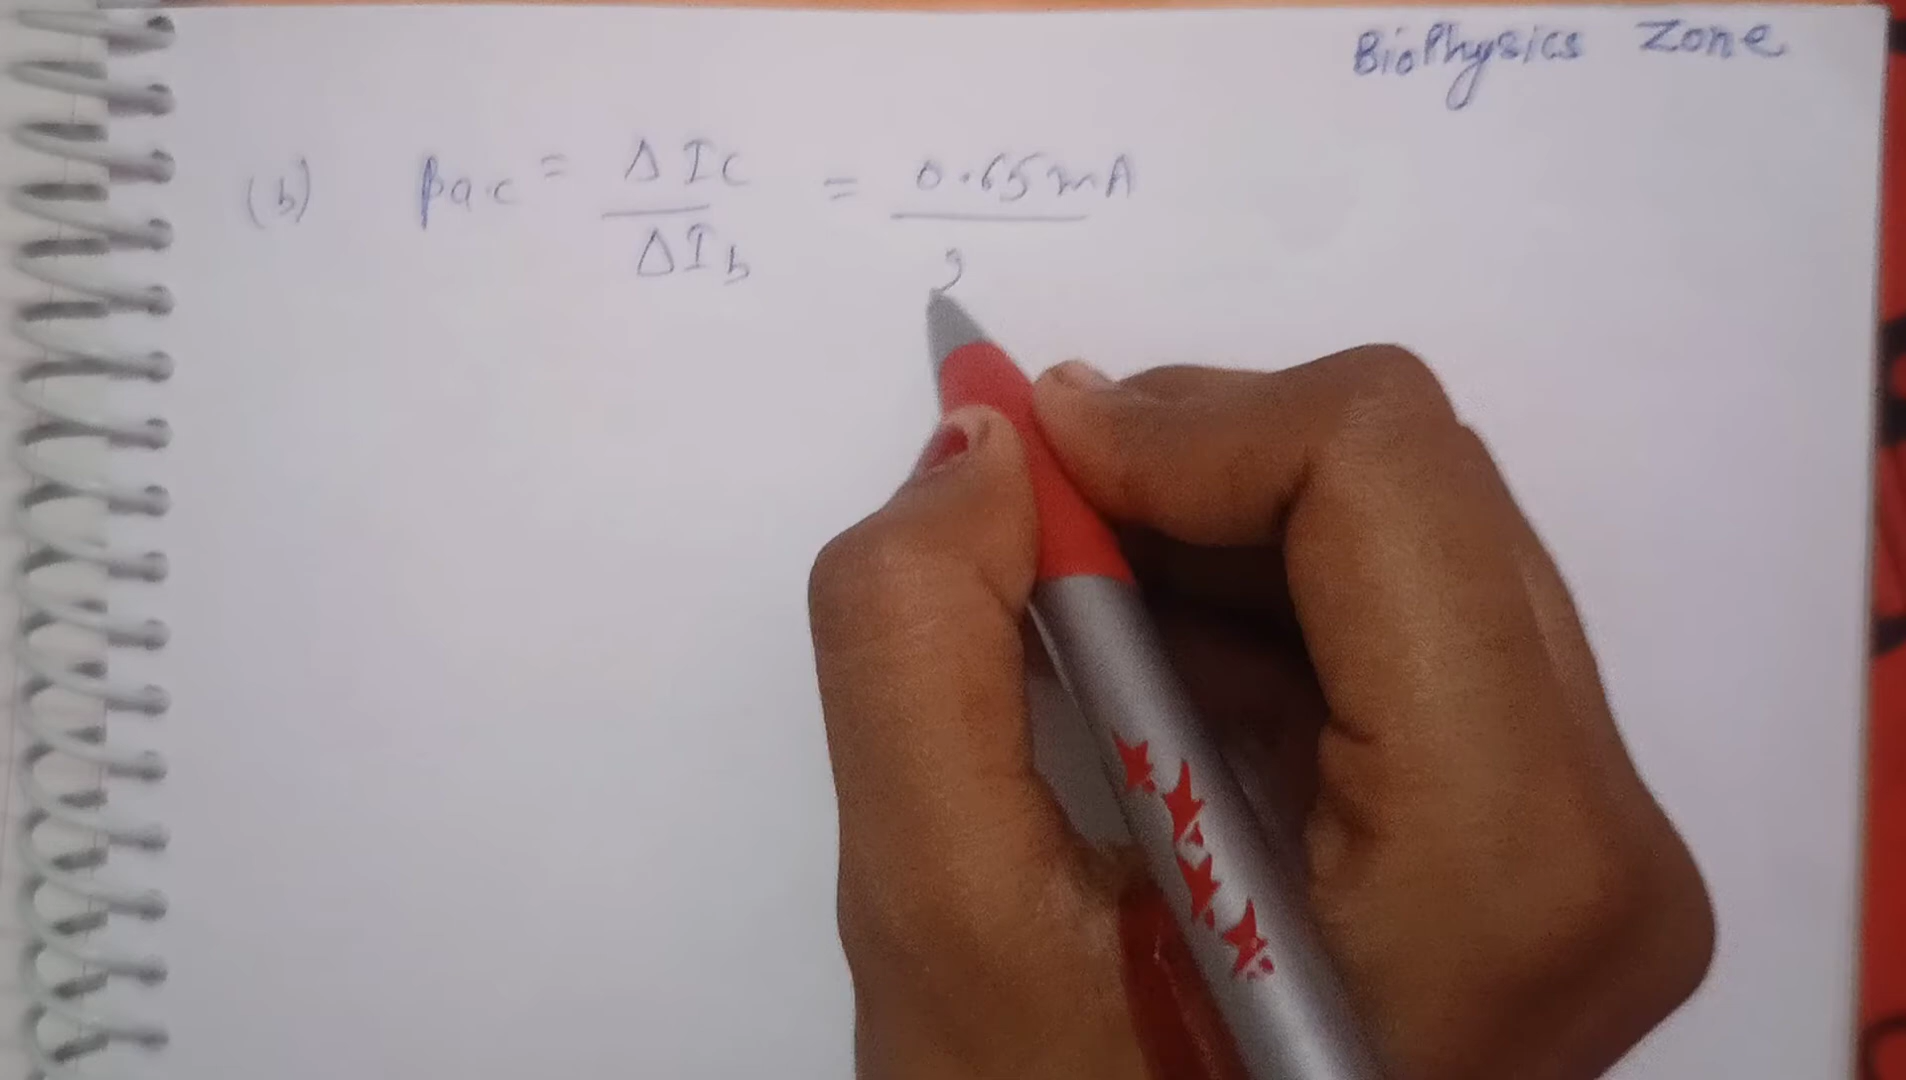 BioPhysics Zone
(b) βac = ΔIc / ΔIb = 0.65mA /